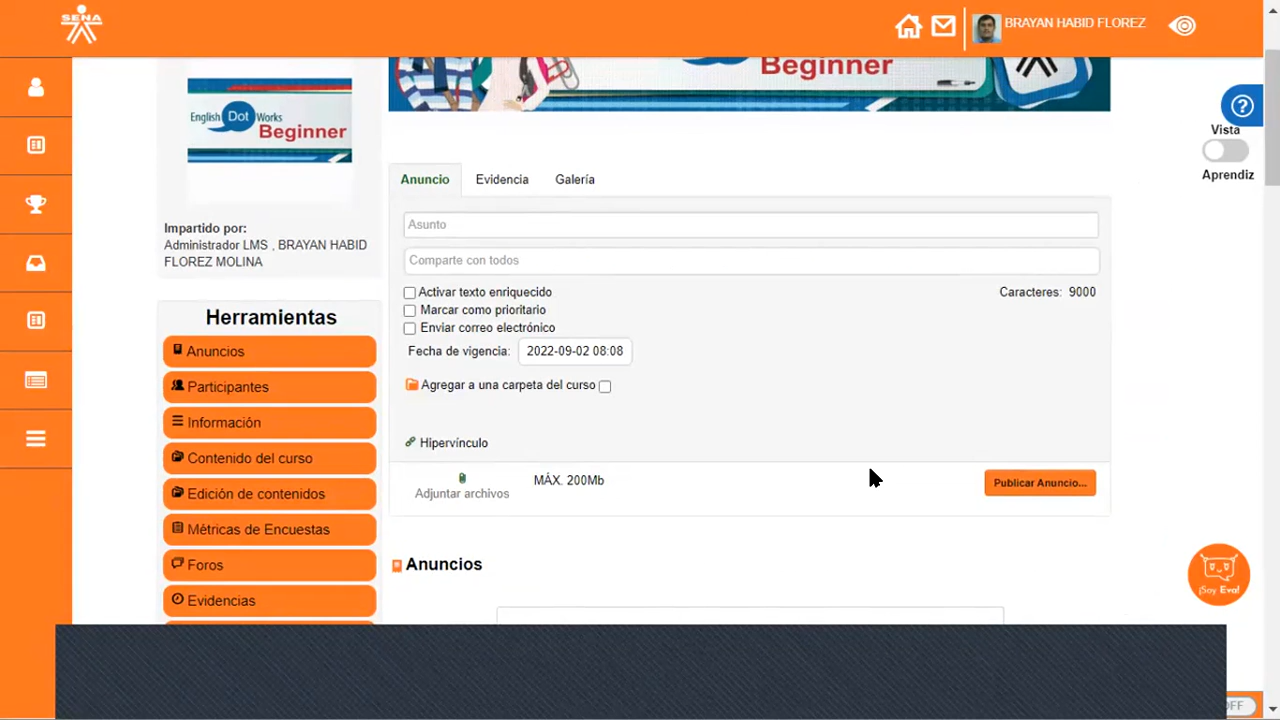 SENA
BRAYAN HABID FLOREZ
Beginner
English Dot Works
Beginner
Vista
Aprendiz
Impartido por:
Administrador LMS , BRAYAN HABID
FLOREZ MOLINA
Anuncio
Evidencia
Galería
Asunto
Comparte con todos
Activar texto enriquecido
Caracteres: 9000
Marcar como prioritario
Enviar correo electrónico
Fecha de vigencia: 2022-09-02 08:08
Agregar a una carpeta del curso
Hipervínculo
Adjuntar archivos
MÁX. 200Mb
Publicar Anuncio...
Herramientas
Anuncios
Participantes
Información
Contenido del curso
Edición de contenidos
Métricas de Encuestas
Foros
Evidencias
Anuncios
¡Soy Eva!
OFF